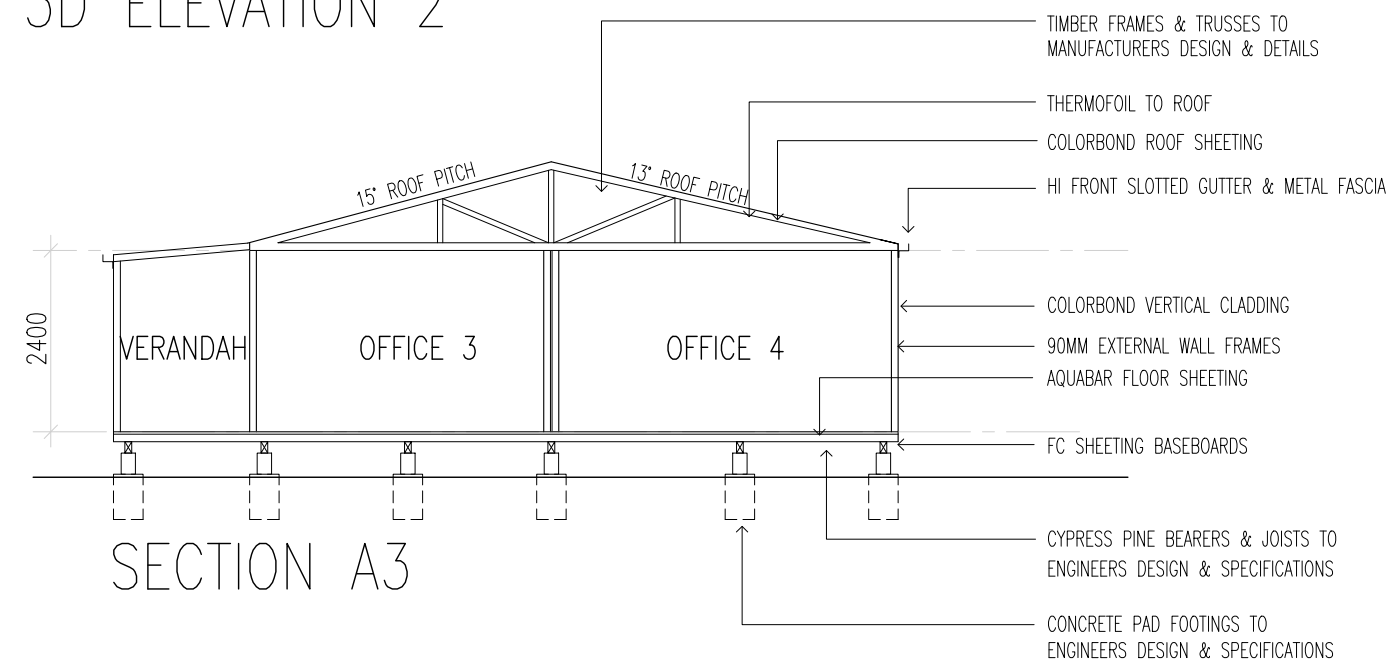 3D ELEVATION 2
TIMBER FRAMES & TRUSSES TO
MANUFACTURERS DESIGN & DETAILS
THERMOFOIL TO ROOF
COLORBOND ROOF SHEETING
15° ROOF PITCH
13° ROOF PITCH
HI FRONT SLOTTED GUTTER & METAL FASCIA
COLORBOND VERTICAL CLADDING
2400
VERANDAH
OFFICE 3
OFFICE 4
90MM EXTERNAL WALL FRAMES
AQUABAR FLOOR SHEETING
FC SHEETING BASEBOARDS
SECTION A3
CYPRESS PINE BEARERS & JOISTS TO
ENGINEERS DESIGN & SPECIFICATIONS
CONCRETE PAD FOOTINGS TO
ENGINEERS DESIGN & SPECIFICATIONS